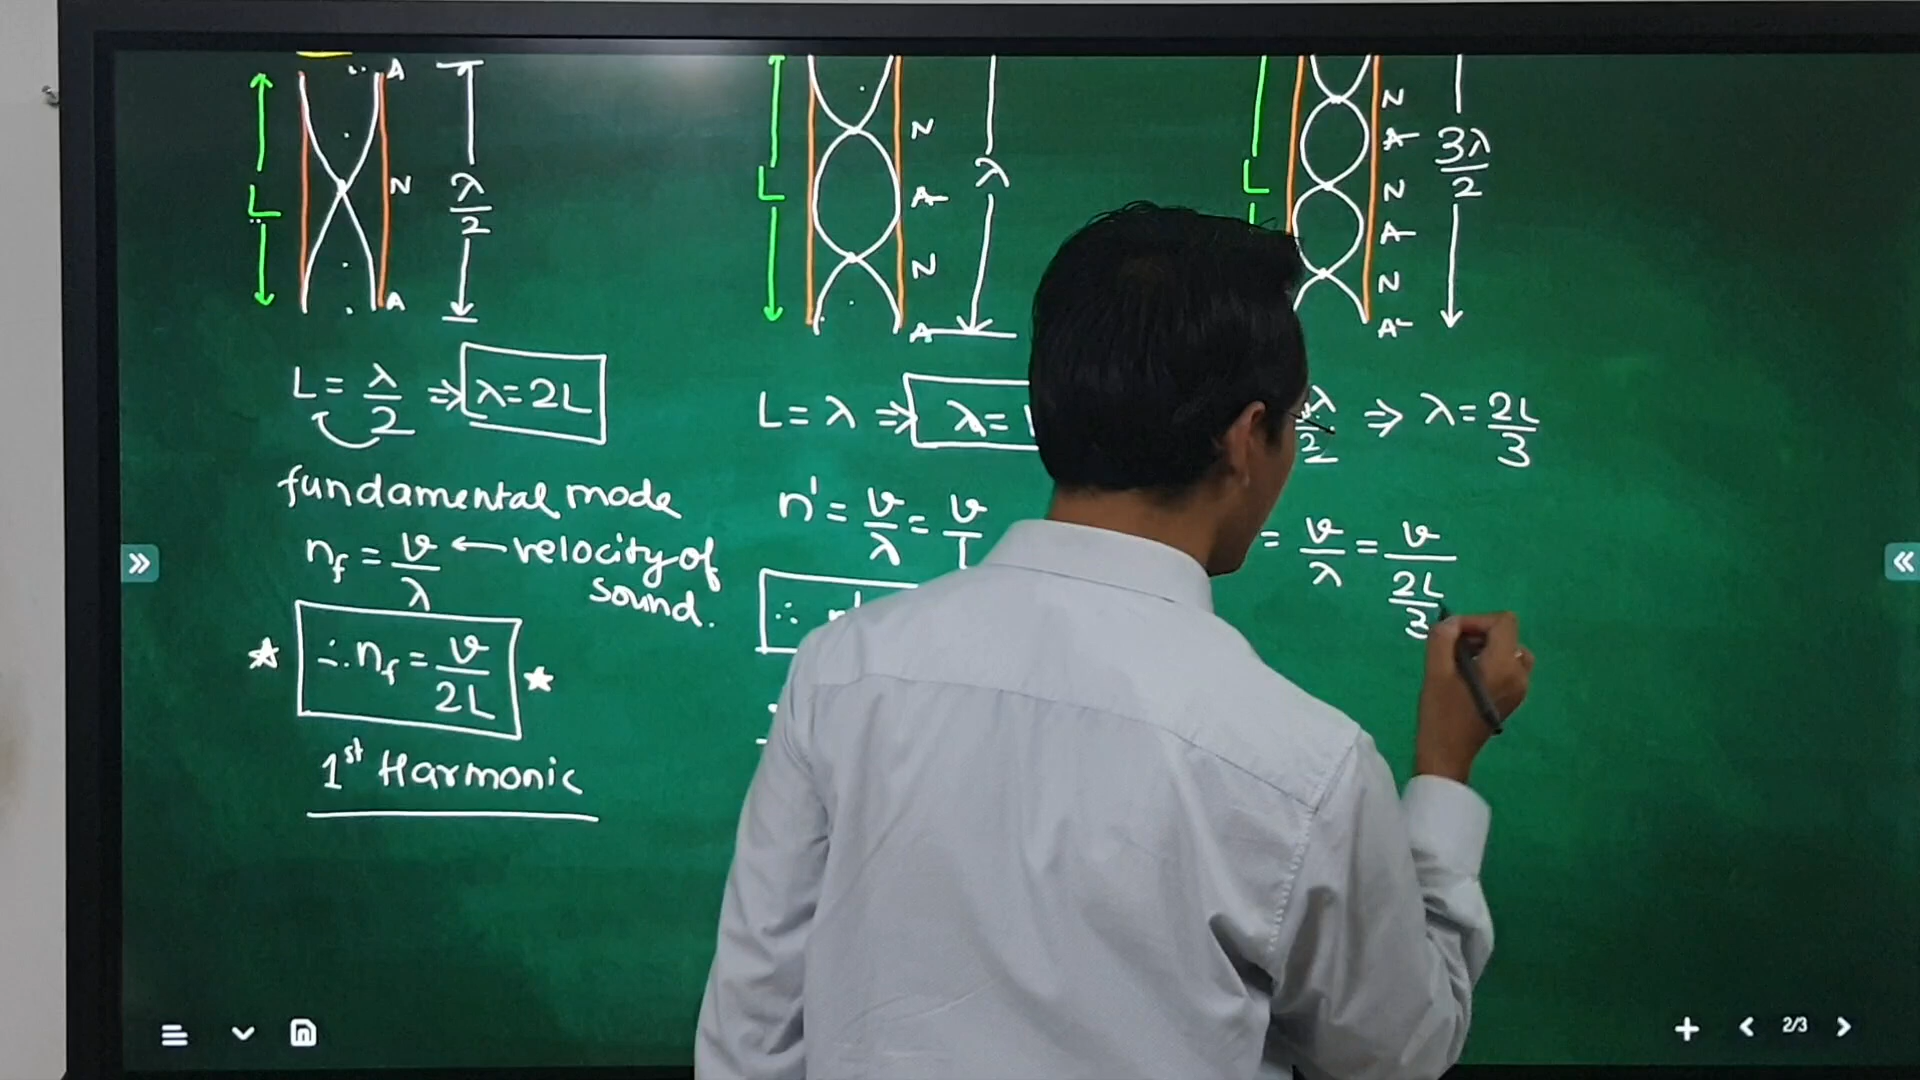 A
N
A
L
λ/2
L = λ/2 ⇒ λ = 2L
fundamental mode
n_f = v/λ ← velocity of
sound.
∴ n_f = v/2L
1st Harmonic
N
A
N
A
L
λ
L = λ ⇒ λ =
n' = v/λ = v/
∴
N
A
N
A
N
A
L
3λ/2
λ/2 ⇒ λ = 2L/3
= v/λ = v/(2L/3)
2/3